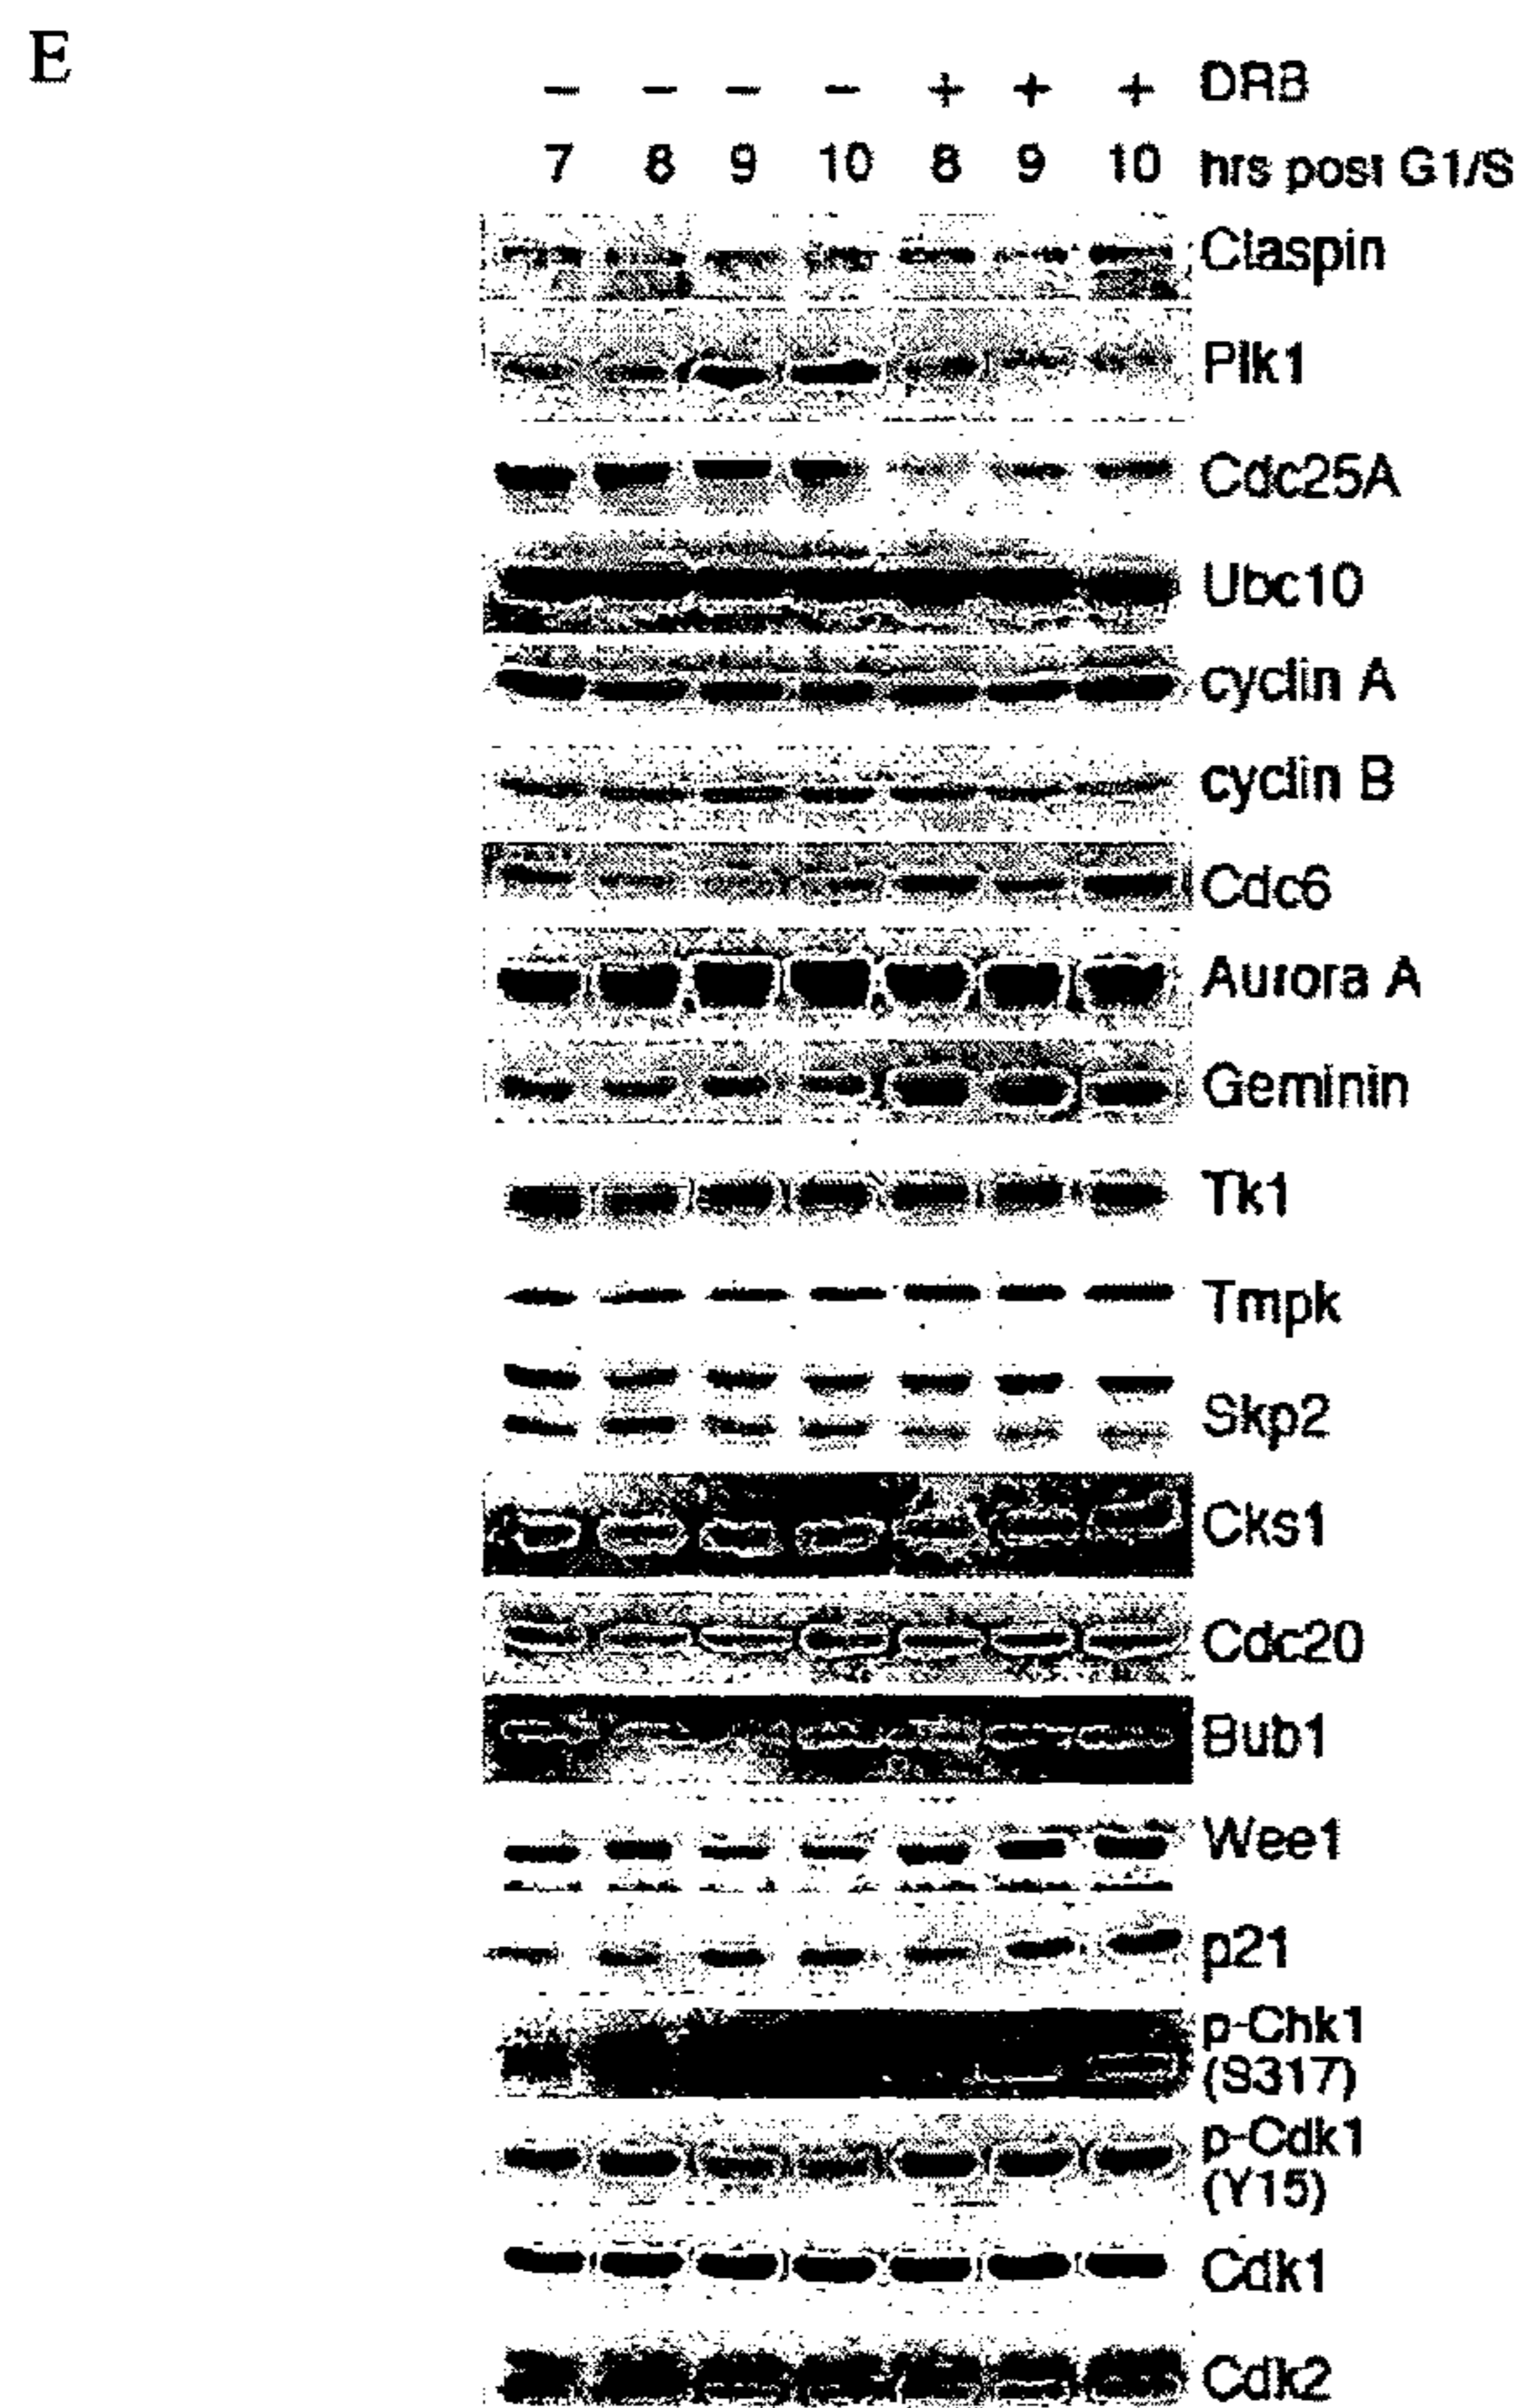 E
− − − − + + + DRB
7 8 9 10 8 9 10 hrs post G1/S
Claspin
Plk1
Cdc25A
Ubc10
cyclin A
cyclin B
Cdc6
Aurora A
Geminin
Tk1
Tmpk
Skp2
Cks1
Cdc20
Bub1
Wee1
p21
p-Chk1
(S317)
p-Cdk1
(Y15)
Cdk1
Cdk2